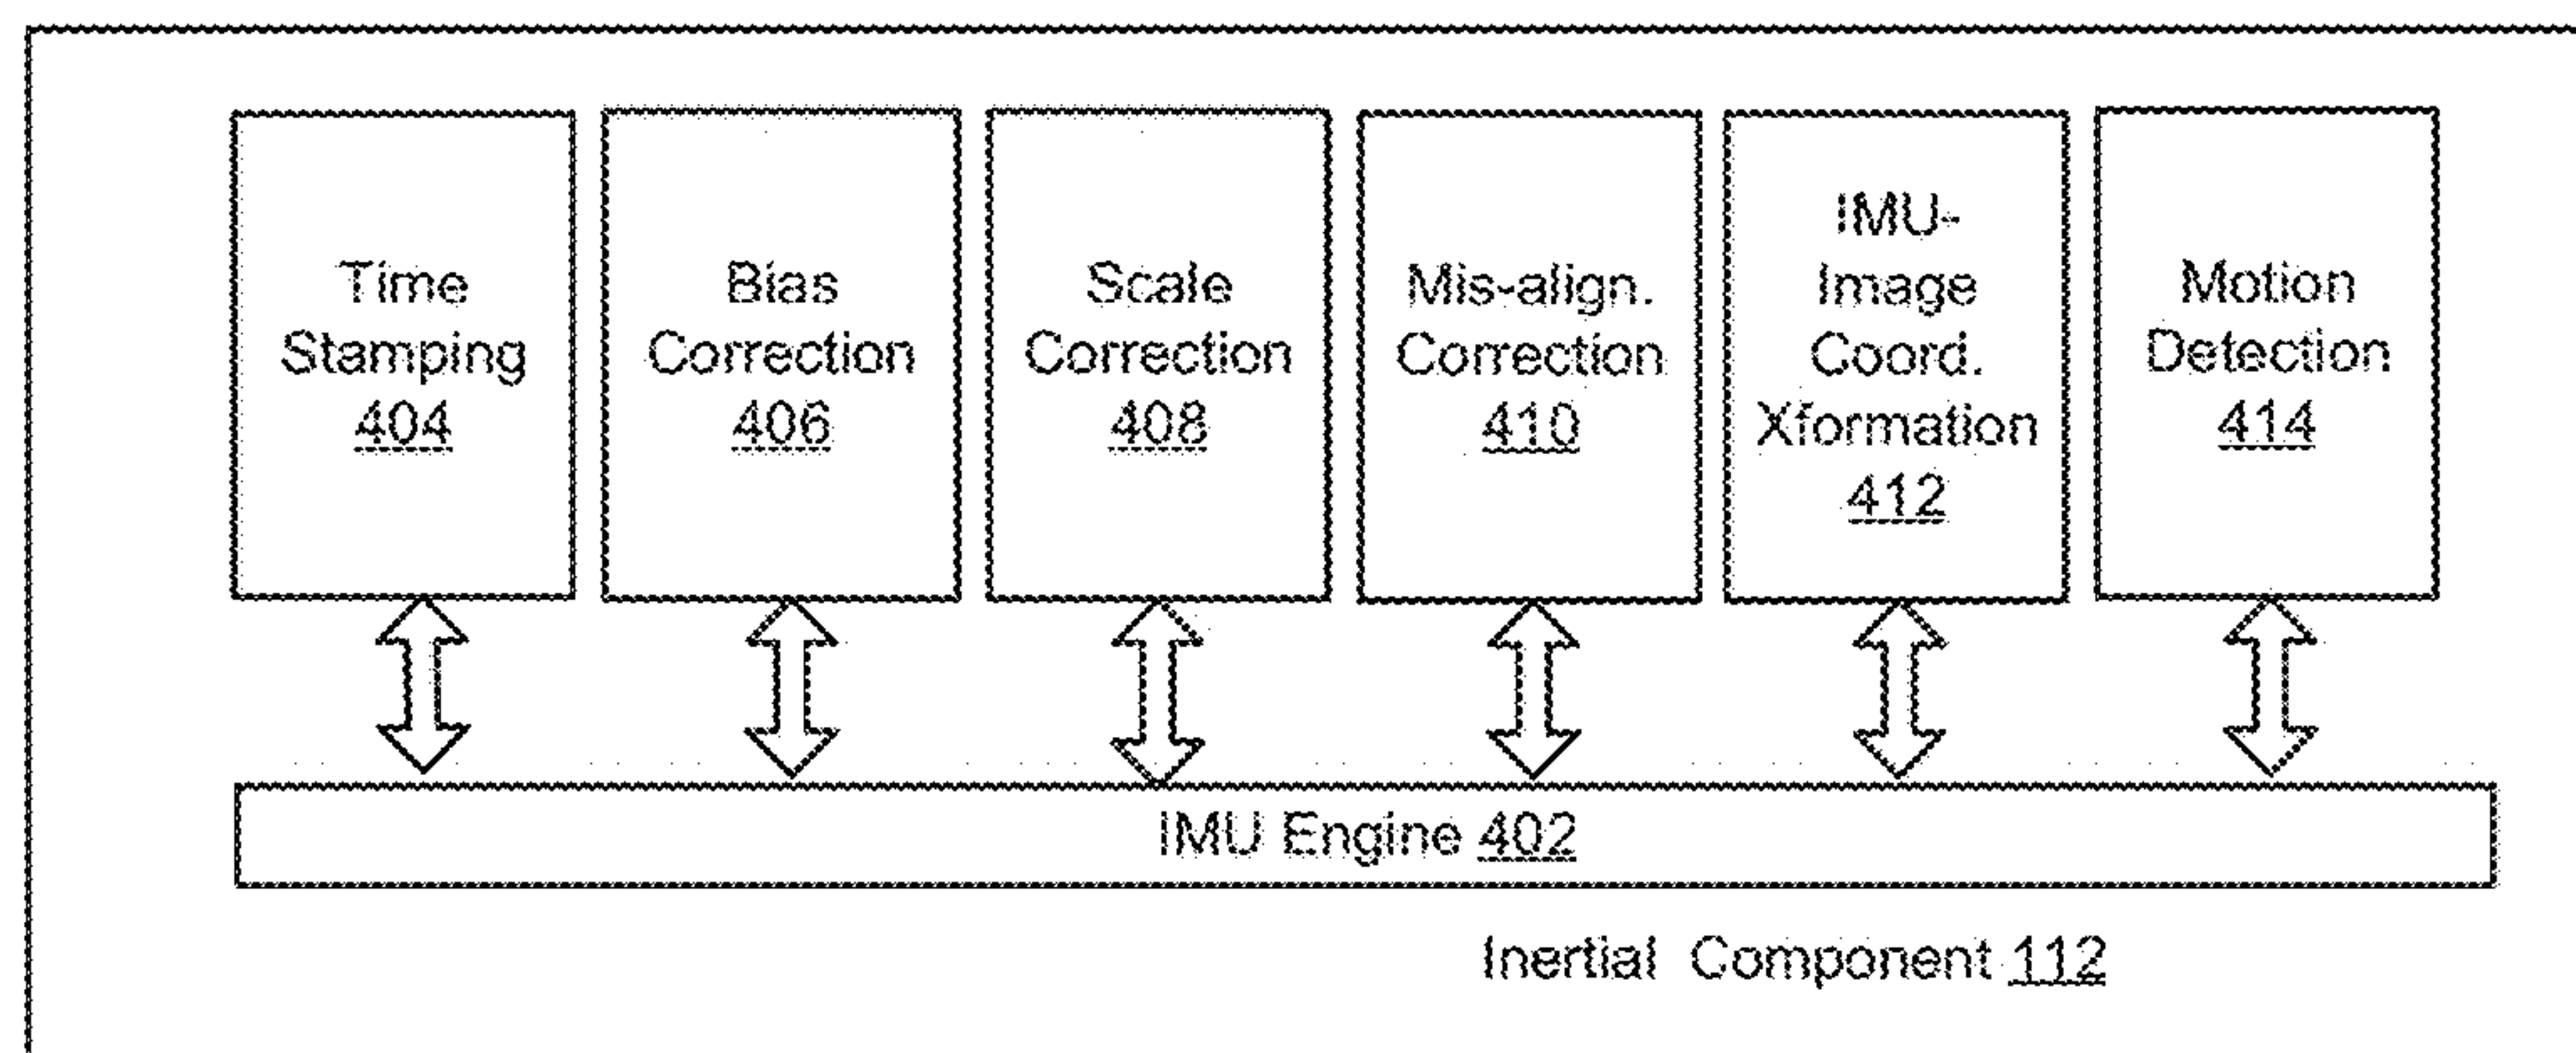 Time
Stamping
404
Bias
Correction
406
Scale
Correction
408
Mis-align.
Correction
410
IMU-
Image
Coord.
Xformation
412
Motion
Detection
414
IMU Engine 402
Inertial Component 112